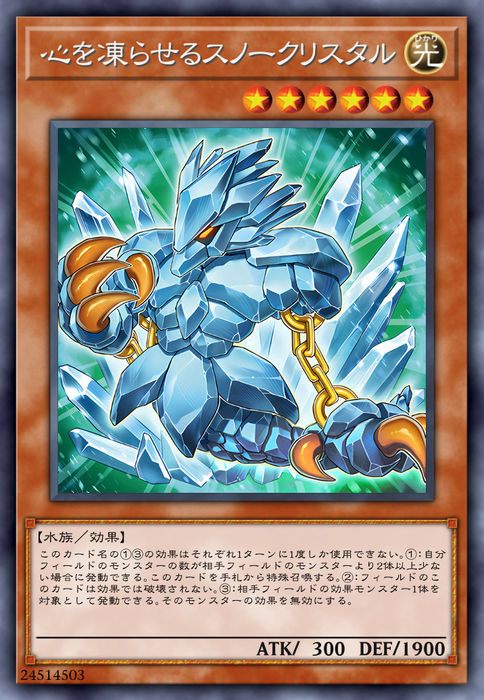 心を凍らせるスノークリスタル
ひかり
光
【水族／効果】
このカード名の①③の効果はそれぞれ1ターンに1度しか使用できない。①:自分
フィールドのモンスターの数が相手フィールドのモンスターより2体以上少な
い場合に発動できる。このカードを手札から特殊召喚する。②:フィールドのこ
のカードは効果では破壊されない。③:相手フィールドの効果モンスター1体を
対象として発動できる。そのモンスターの効果を無効にする。
ATK/ 300 DEF/1900
24514503